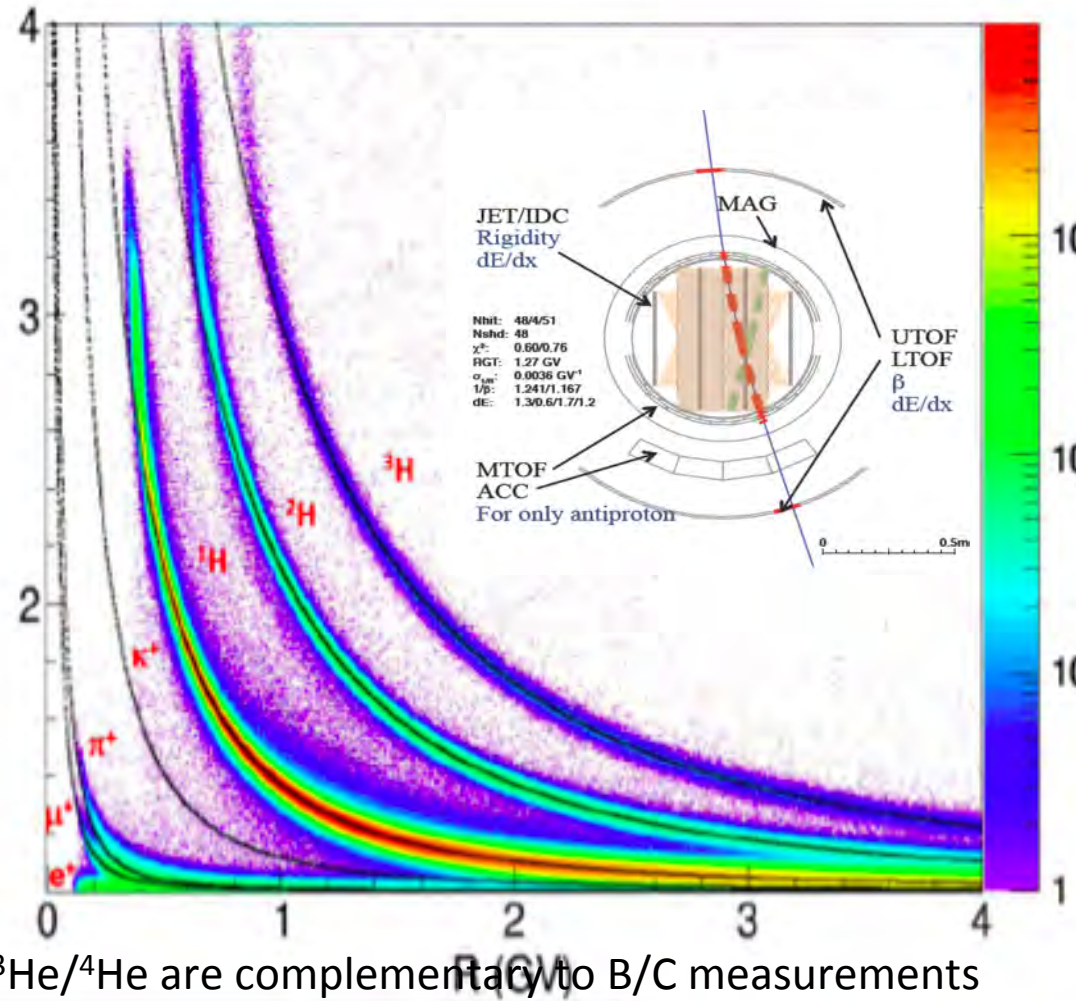 4
3
2
0
1
2
3
4
10
10
10
1
³H
²H
¹H
κ⁺
π⁺
μ⁺
e⁺
JET/IDC
Rigidity
dE/dx
MAG
UTOF
LTOF
β
dE/dx
Nhit: 48/4/51
Nshd: 48
χ²: 0.60/0.76
RGT: 1.27 GV
0.0036 GV⁻¹
1/β: 1.241/1.167
dE: 1.3/0.6/1.7/1.2
MTOF
ACC
For only antiproton
0 0.5m
R (GV)
³He/⁴He are complementary to B/C measurements